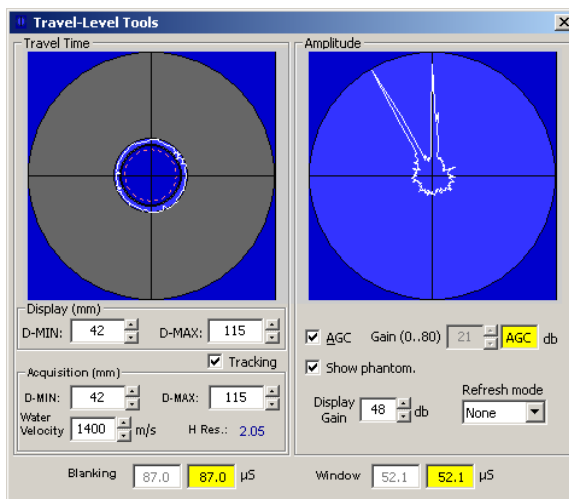 Travel-Level Tools
Travel Time
Amplitude
Display (mm)
D-MIN: 42 D-MAX: 115
Tracking
Acquisition (mm)
D-MIN: 42 D-MAX: 115
Water Velocity 1400 m/s H Res.: 2.05
AGC Gain (0..80) 21 AGC db
Show phantom.
Display Gain 48 db
Refresh mode
None
Blanking 87.0 87.0 µS Window 52.1 52.1 µS